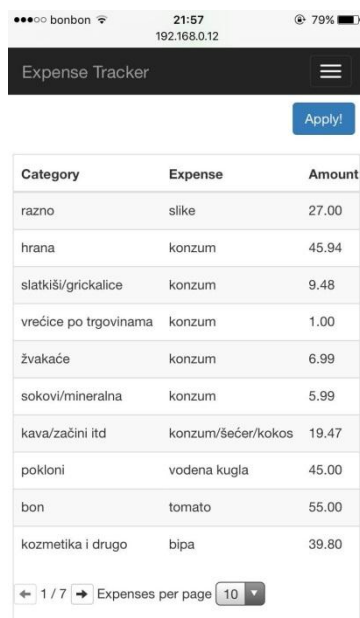 bonbon 21:57 79%
192.168.0.12
Expense Tracker
Apply!
Category Expense Amount
razno slike 27.00
hrana konzum 45.94
slatkiši/grickalice konzum 9.48
vrećice po trgovinama konzum 1.00
žvakaće konzum 6.99
sokovi/mineralna konzum 5.99
kava/začini itd konzum/šećer/kokos 19.47
pokloni vodena kugla 45.00
bon tomato 55.00
kozmetika i drugo bipa 39.80
← 1 / 7 → Expenses per page 10